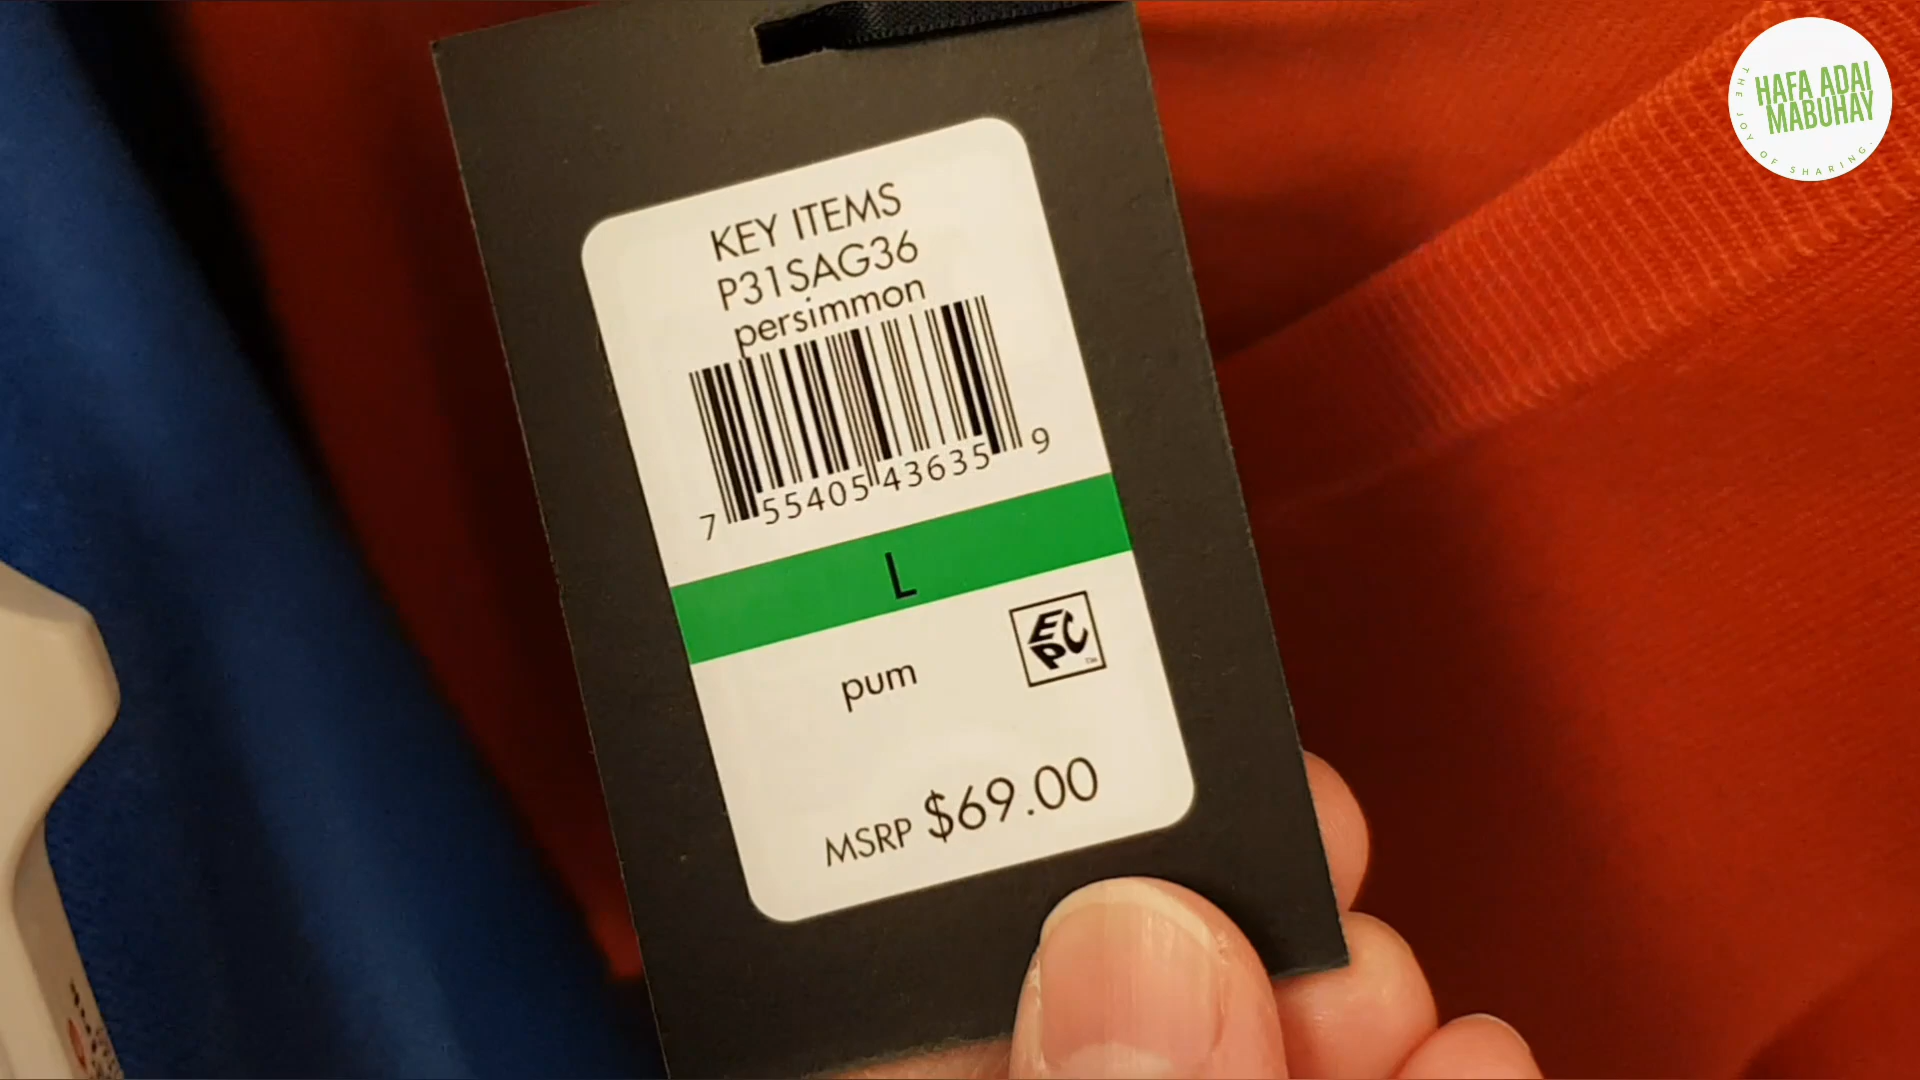 KEY ITEMS
P31SAG36
persimmon
7 55405 43635 9
L
pum
EPC
TM
MSRP $69.00
HAFA ADAI
MABUHAY
THE JOY OF SHARING.